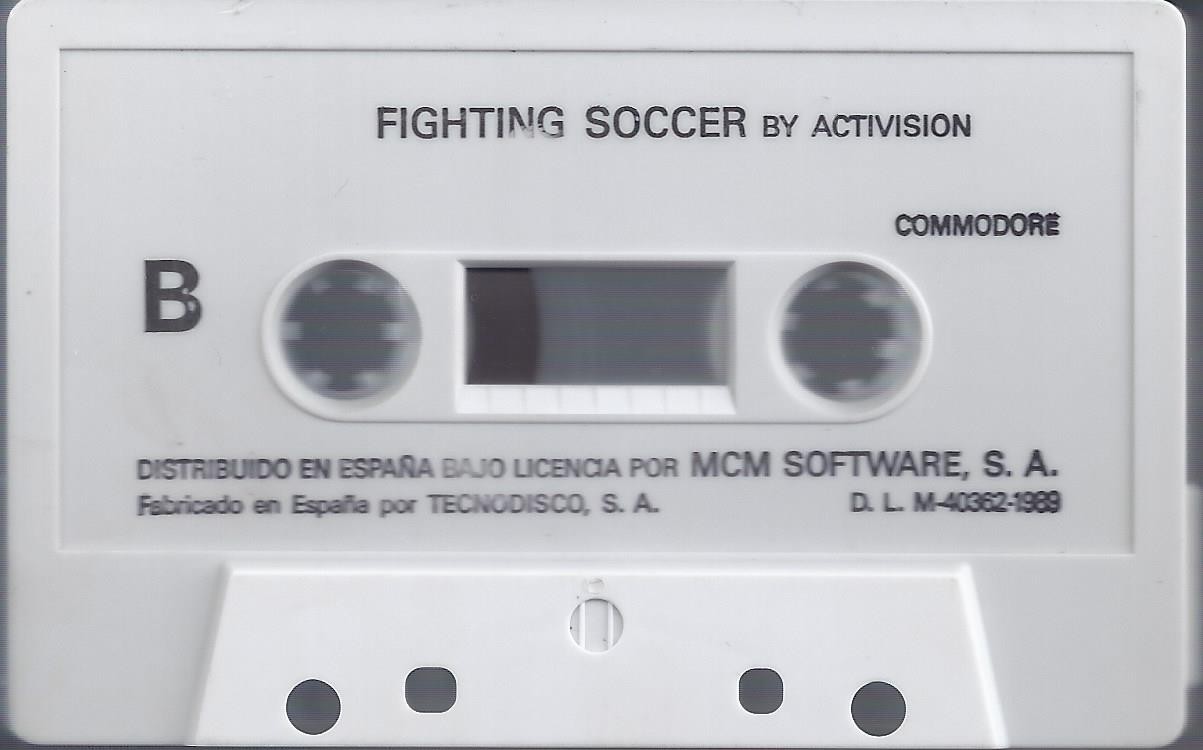 FIGHTING SOCCER BY ACTIVISION
COMMODORE
B
DISTRIBUIDO EN ESPAÑA BAJO LICENCIA POR MCM SOFTWARE, S. A.
Fabricado en España por TECNODISCO, S. A. D. L. M-40362-1989